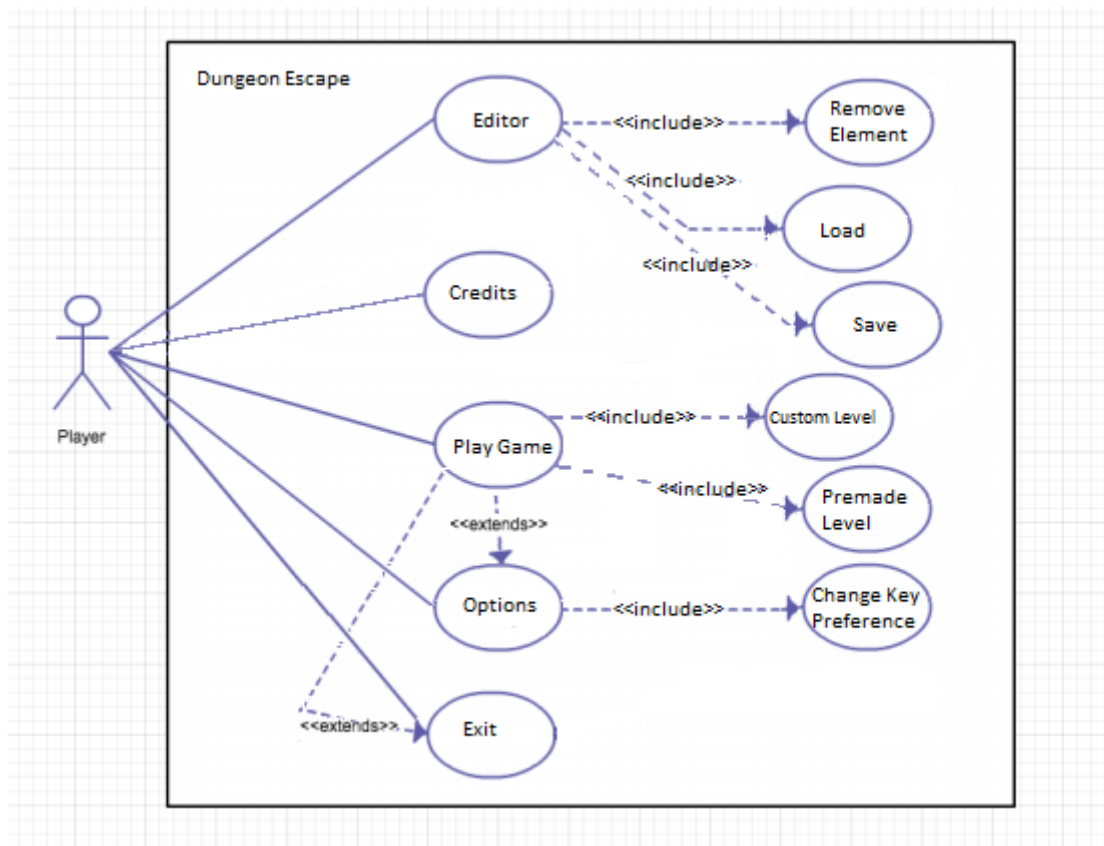 Dungeon Escape
Editor
<<include>>
Remove
Element
<<include>>
Load
<<include>>
Credits
Save
Player
Play Game
<<include>>
Custom Level
<<include>>
Premade
Level
<<extends>>
Options
<<include>>
Change Key
Preference
<<extends>>
Exit